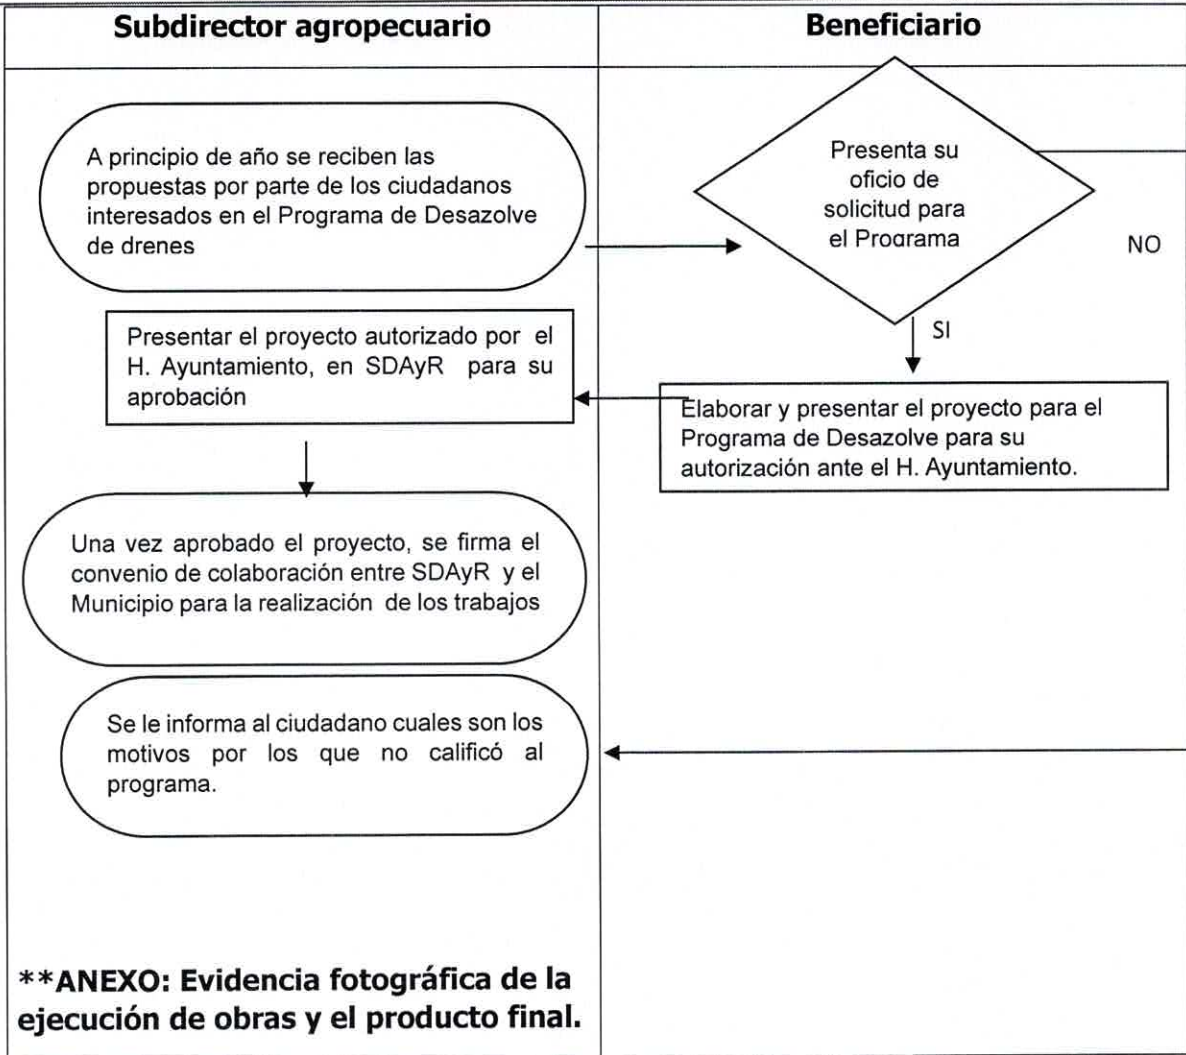 Subdirector agropecuario
Beneficiario
A principio de año se reciben las
propuestas por parte de los ciudadanos
interesados en el Programa de Desazolve
de drenes
Presenta su
oficio de
solicitud para
el Programa
NO
SI
Presentar el proyecto autorizado por el
H. Ayuntamiento, en SDAyR para su
aprobación
Elaborar y presentar el proyecto para el
Programa de Desazolve para su
autorización ante el H. Ayuntamiento.
Una vez aprobado el proyecto, se firma el
convenio de colaboración entre SDAyR y el
Municipio para la realización de los trabajos
Se le informa al ciudadano cuales son los
motivos por los que no calificó al
programa.
**ANEXO: Evidencia fotográfica de la
ejecución de obras y el producto final.